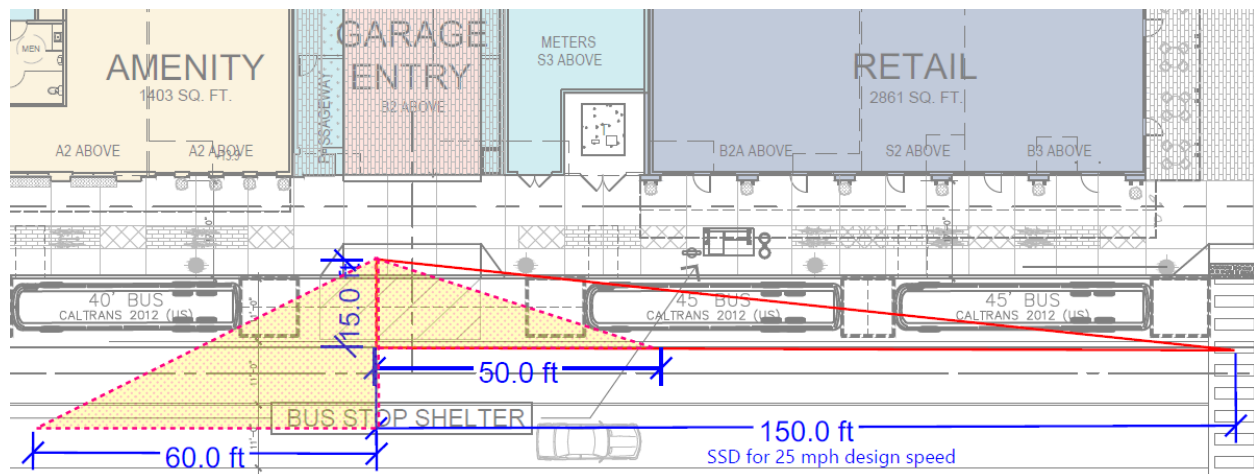 MEN
AMENITY
1403 SQ. FT.
A2 ABOVE
A2 ABOVE
PASSAGEWAY
GARAGE
ENTRY
B2 ABOVE
METERS
S3 ABOVE
RETAIL
2861 SQ. FT.
B2A ABOVE
S2 ABOVE
B3 ABOVE
15.0 ft
40' BUS
CALTRANS 2012 (US)
45' BUS
CALTRANS 2012 (US)
45' BUS
CALTRANS 2012 (US)
50.0 ft
BUS STOP SHELTER
60.0 ft
150.0 ft
SSD for 25 mph design speed